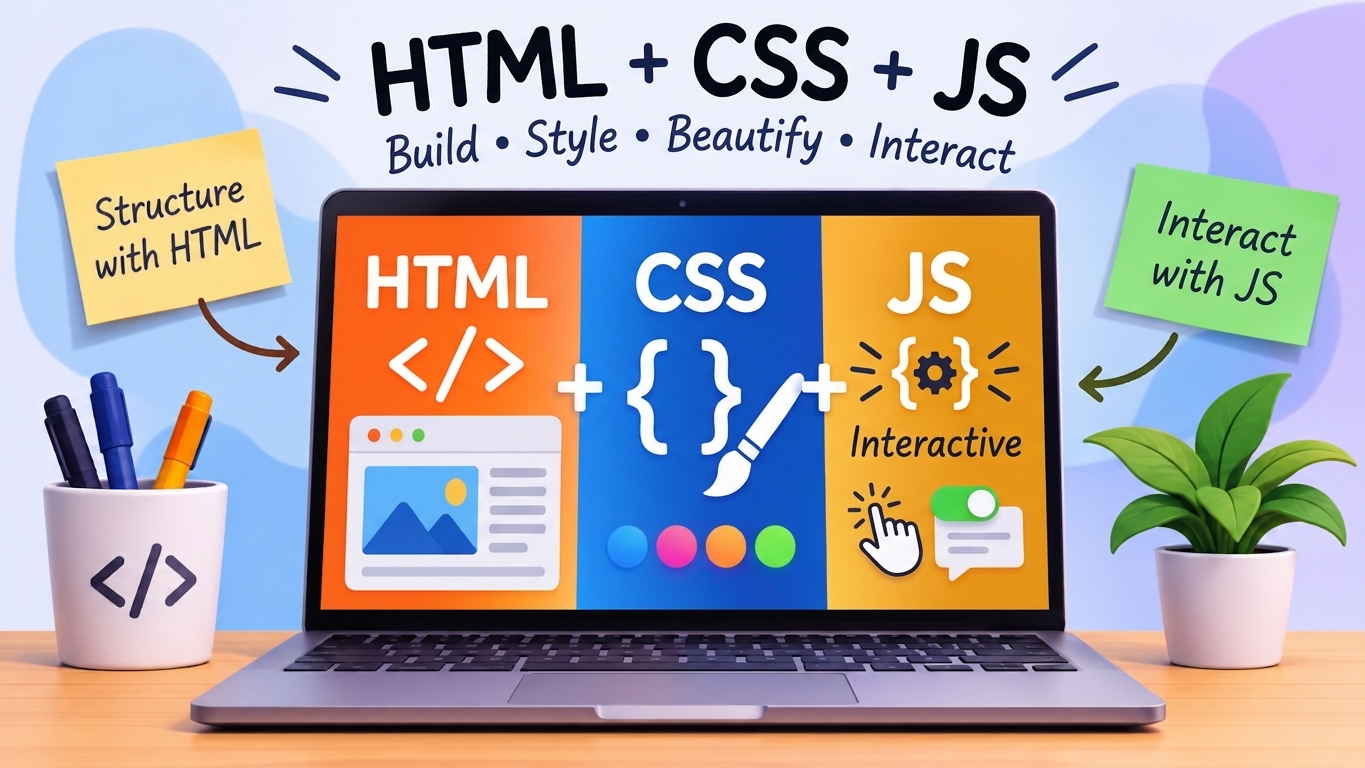 HTML + CSS + JS
Build • Style • Beautify • Interact
Structure
with HTML
Interact
with JS
HTML
</>
+
CSS
{ }
+
JS
{ }
Interactive
</>